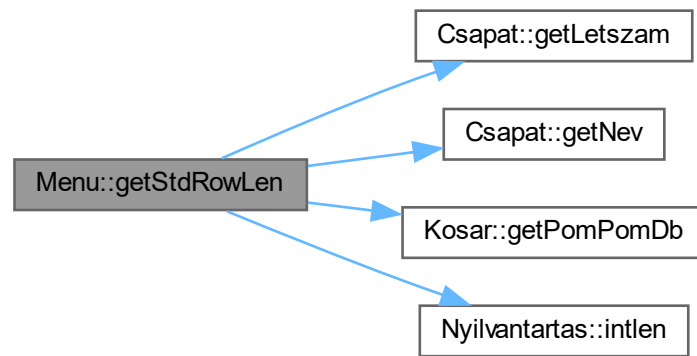 Csapat::getLetszam
Csapat::getNev
Menu::getStdRowLen
Kosar::getPomPomDb
Nyilvantartas::intlen